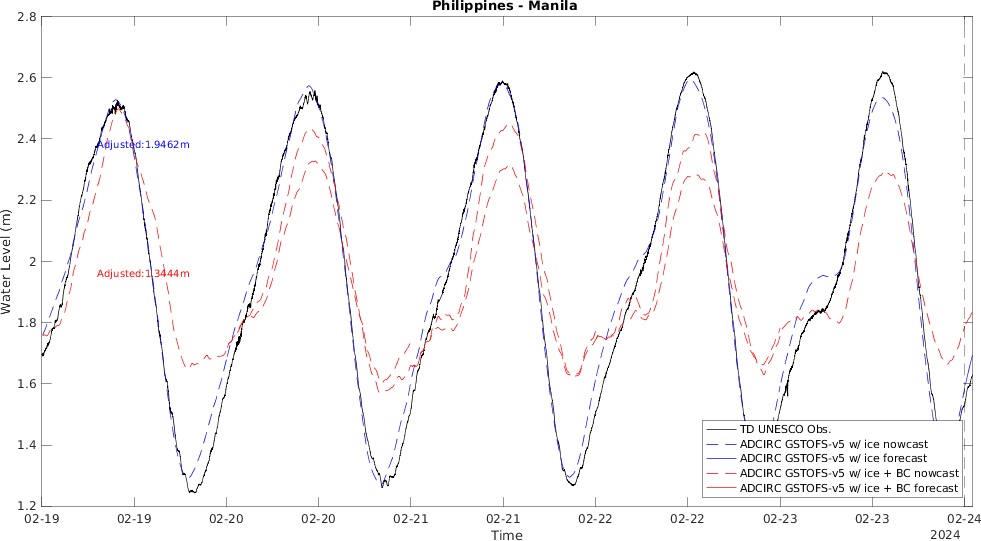 Philippines - Manila
2.8
2.6
2.4
2.2
2
1.8
1.6
1.4
1.2
Water Level (m)
Adjusted:1.9462m
Adjusted:1.3444m
TD UNESCO Obs.
ADCIRC GSTOFS-v5 w/ ice nowcast
ADCIRC GSTOFS-v5 w/ ice forecast
ADCIRC GSTOFS-v5 w/ ice + BC nowcast
ADCIRC GSTOFS-v5 w/ ice + BC forecast
02-19 02-19 02-20 02-20 02-21 02-21 02-22 02-22 02-23 02-23 02-24
Time
2024